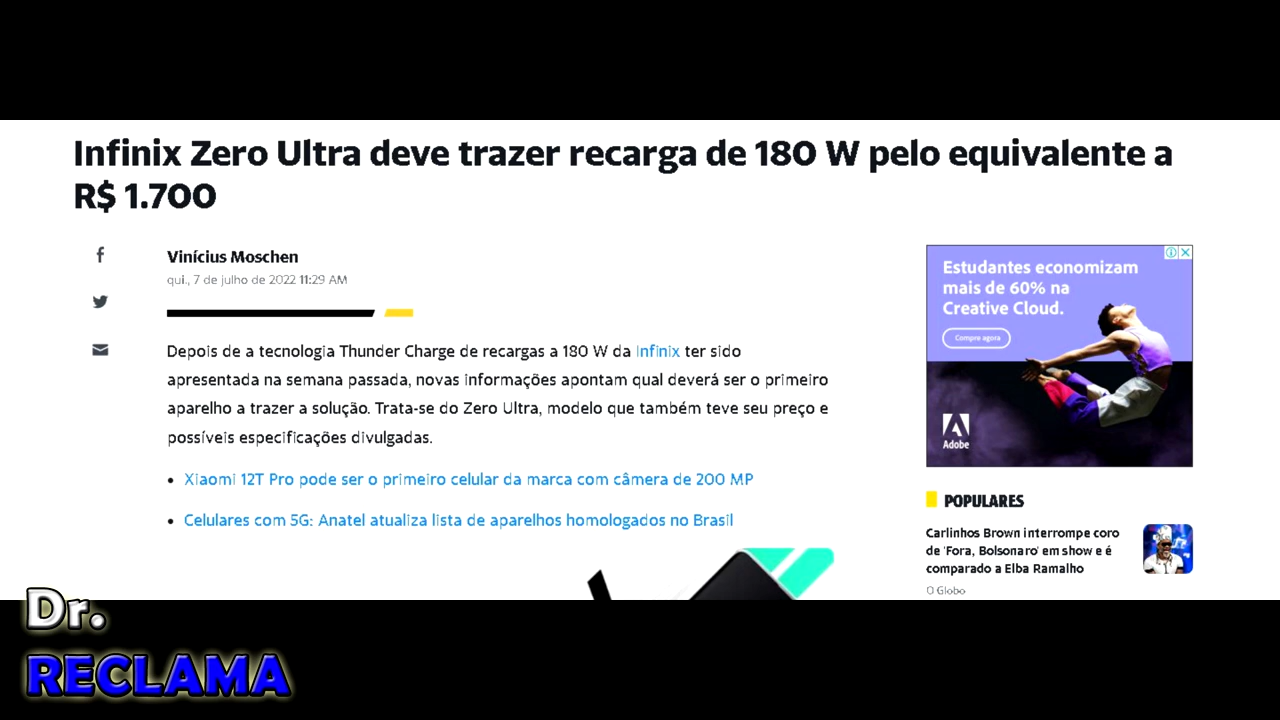 Infinix Zero Ultra deve trazer recarga de 180 W pelo equivalente a
R$ 1.700
Vinícius Moschen
qui., 7 de julho de 2022 11:29 AM
Depois de a tecnologia Thunder Charge de recargas a 180 W da Infinix ter sido
apresentada na semana passada, novas informações apontam qual deverá ser o primeiro
aparelho a trazer a solução. Trata-se do Zero Ultra, modelo que também teve seu preço e
possíveis especificações divulgadas.
• Xiaomi 12T Pro pode ser o primeiro celular da marca com câmera de 200 MP
• Celulares com 5G: Anatel atualiza lista de aparelhos homologados no Brasil
Estudantes economizam
mais de 60% na
Creative Cloud.
Compre agora
Adobe
POPULARES
Carlinhos Brown interrompe coro
de 'Fora, Bolsonaro' em show e é
comparado a Elba Ramalho
O Globo
Dr.
RECLAMA